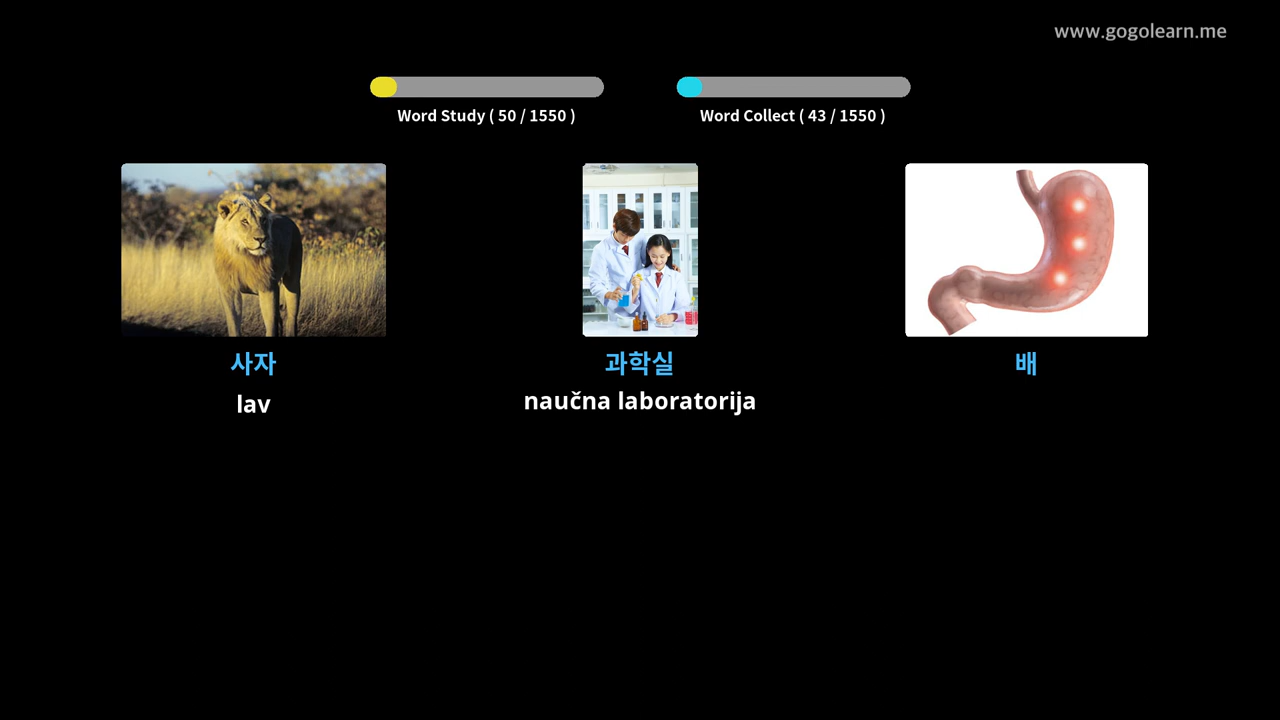 www.gogolearn.me
Word Study ( 50 / 1550 )
Word Collect ( 43 / 1550 )
사자
과학실
배
lav
naučna laboratorija